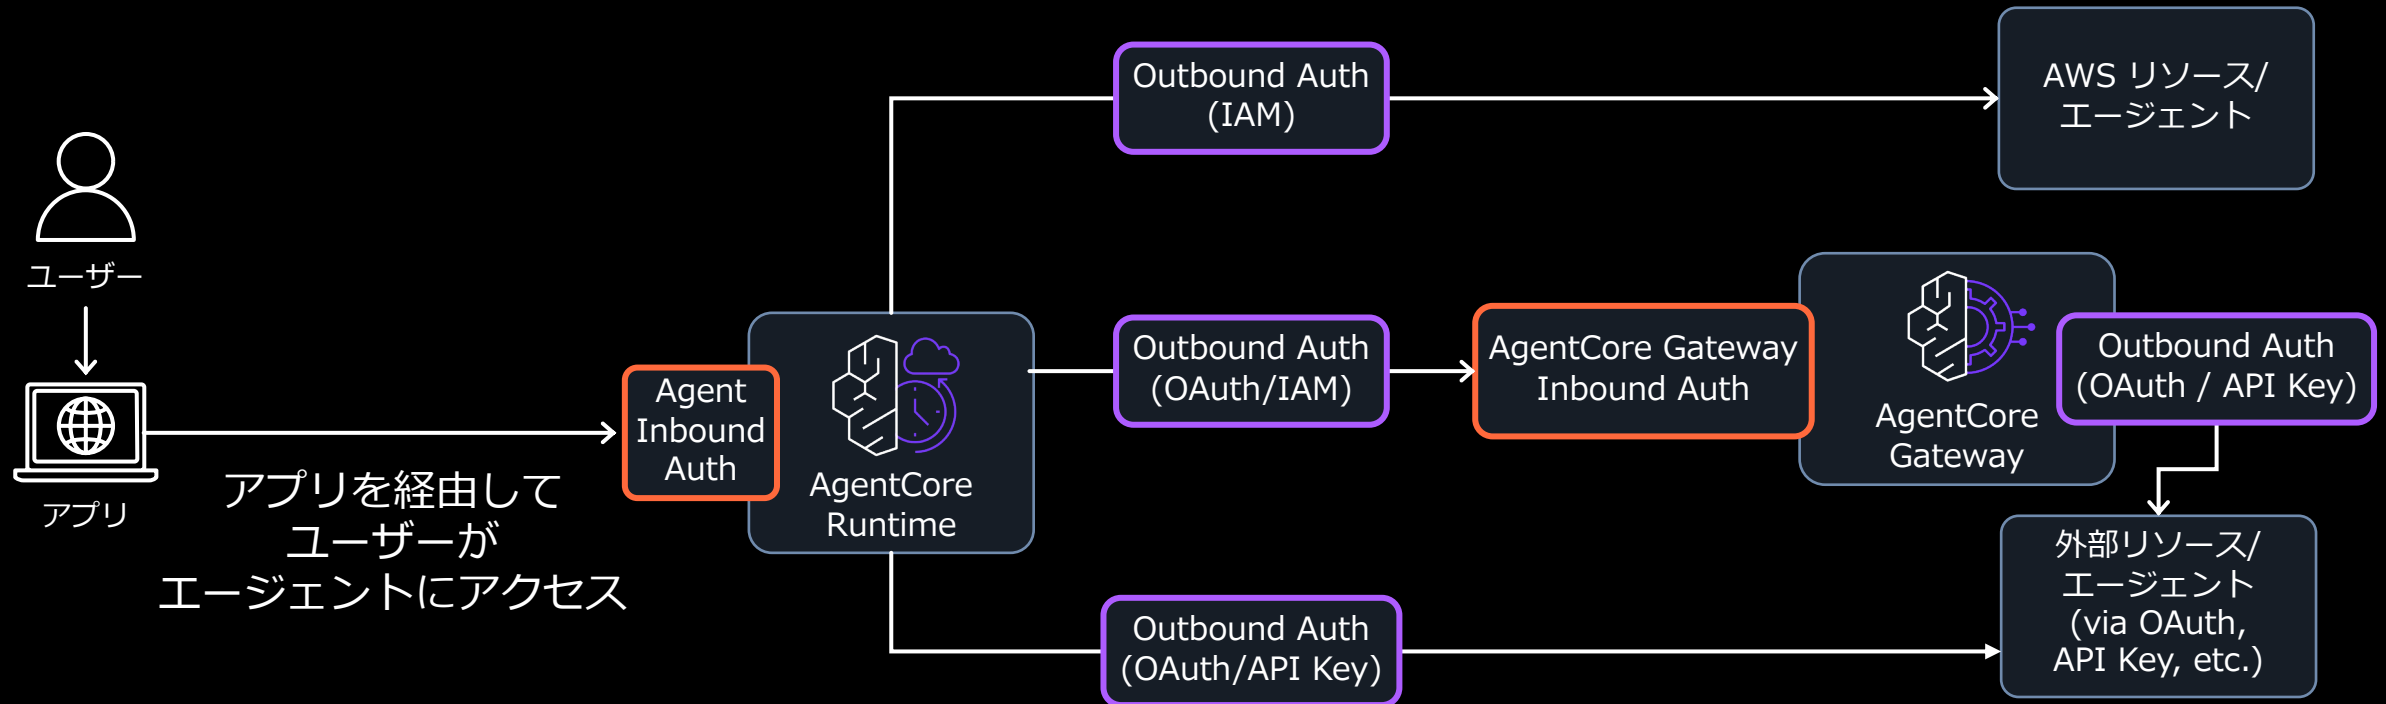 ユーザー
アプリ
アプリを経由して
ユーザーが
エージェントにアクセス
Agent
Inbound
Auth
AgentCore
Runtime
Outbound Auth
(IAM)
AWS リソース/
エージェント
Outbound Auth
(OAuth/IAM)
AgentCore Gateway
Inbound Auth
AgentCore
Gateway
Outbound Auth
(OAuth / API Key)
Outbound Auth
(OAuth/API Key)
外部リソース/
エージェント
(via OAuth,
API Key, etc.)